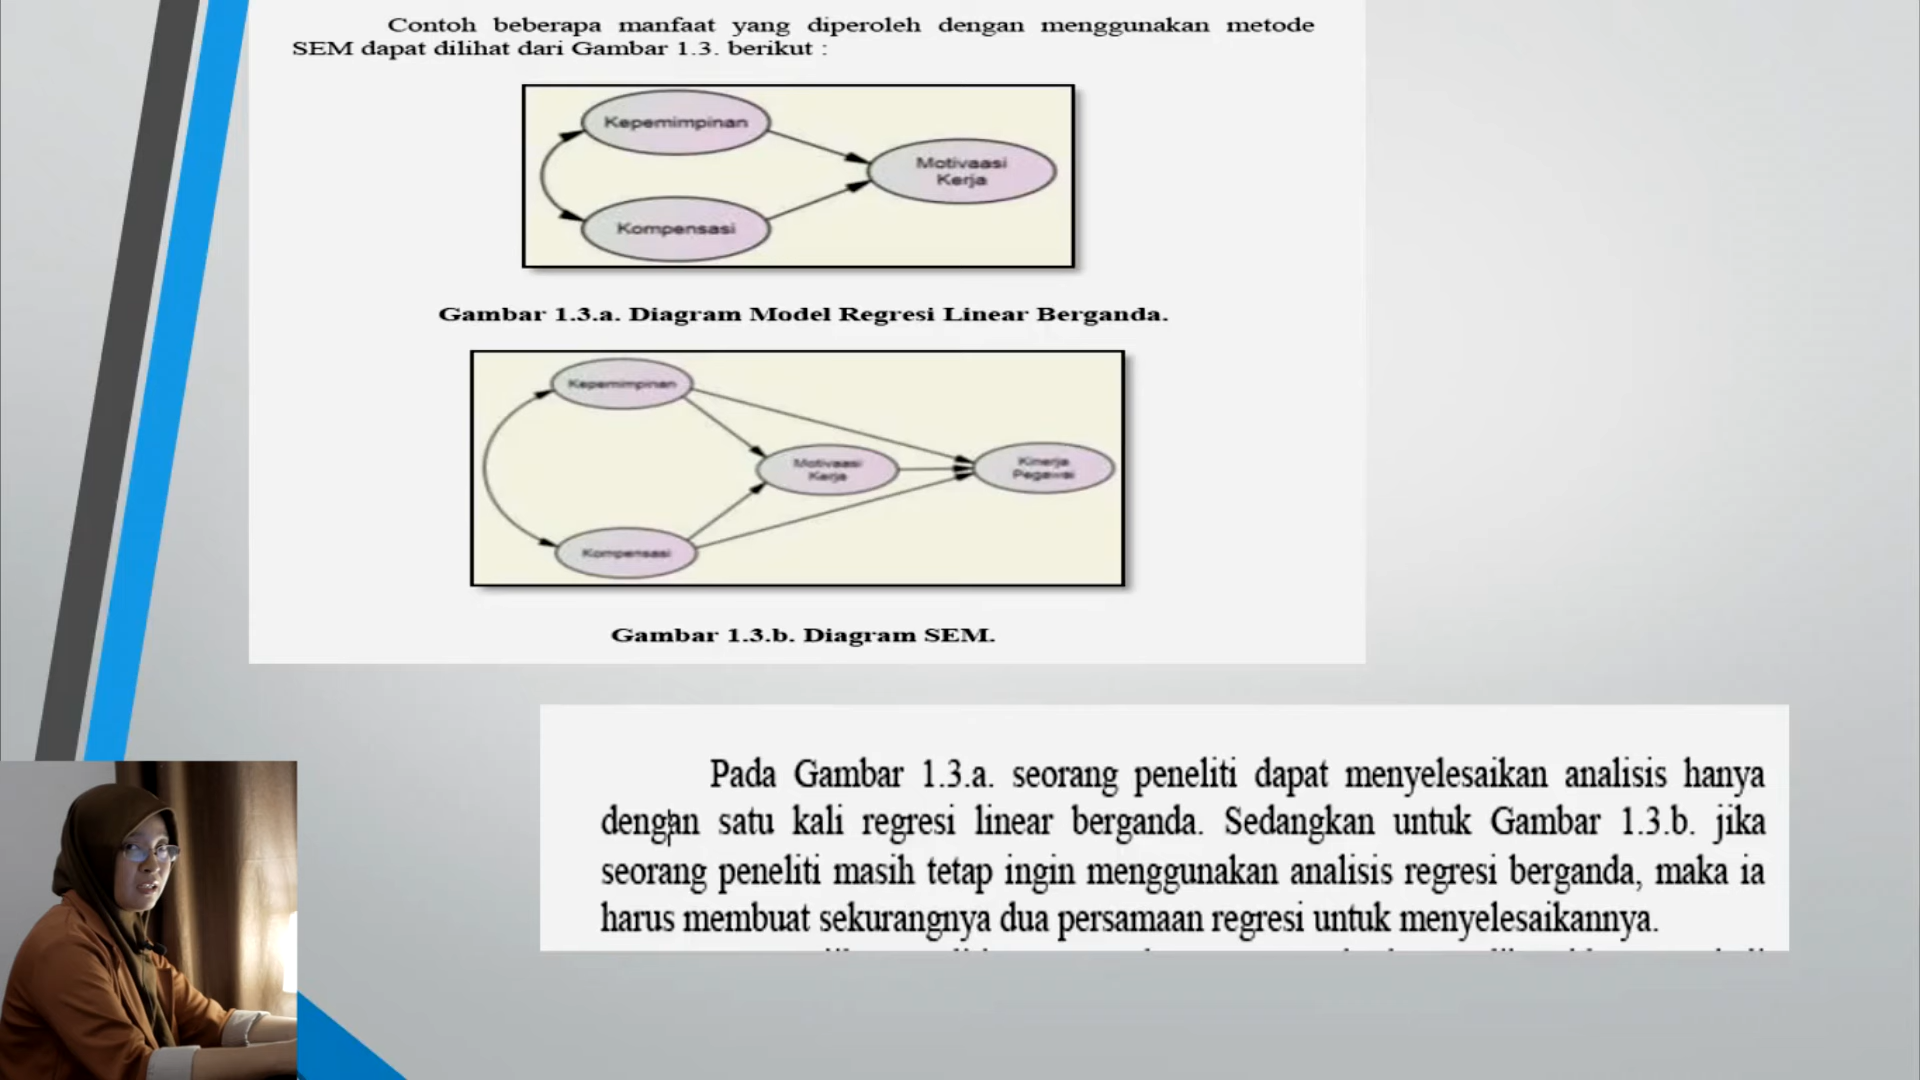 Contoh beberapa manfaat yang diperoleh dengan menggunakan metode
SEM dapat dilihat dari Gambar 1.3. berikut :
Kepemimpinan
Motivaasi
Kerja
Kompensasi
Gambar 1.3.a. Diagram Model Regresi Linear Berganda.
Kepemimpinan
Motivaasi
Kerja
Kinerja
Pegawai
Kompensasi
Gambar 1.3.b. Diagram SEM.
Pada Gambar 1.3.a. seorang peneliti dapat menyelesaikan analisis hanya
dengan satu kali regresi linear berganda. Sedangkan untuk Gambar 1.3.b. jika
seorang peneliti masih tetap ingin menggunakan analisis regresi berganda, maka ia
harus membuat sekurangnya dua persamaan regresi untuk menyelesaikannya.